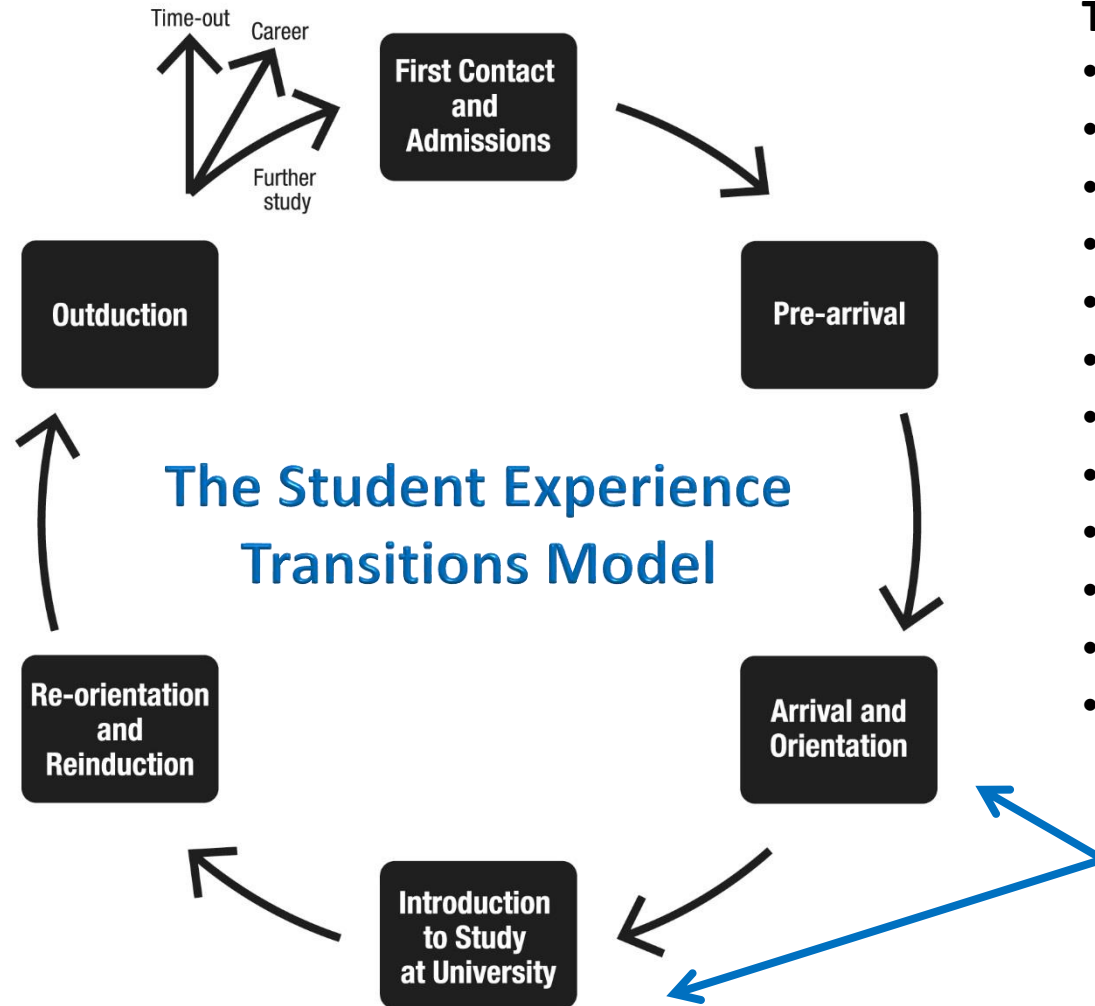 Time-out
Career
Further
study
First Contact
and
Admissions
Pre-arrival
Arrival and
Orientation
Introduction
to Study
at University
Re-orientation
and
Reinduction
Outduction
The Student Experience
Transitions Model
T
•
•
•
•
•
•
•
•
•
•
•
•